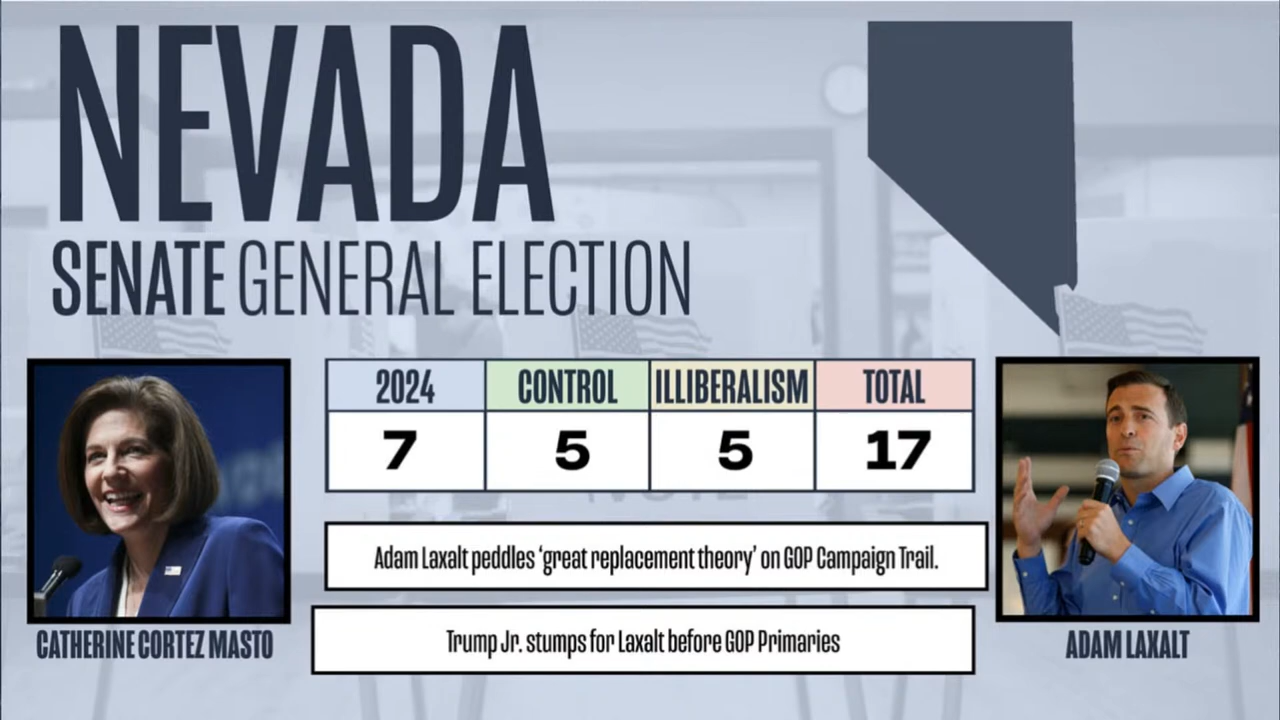 NEVADA
SENATE GENERAL ELECTION
2024 CONTROL ILLIBERALISM TOTAL
7 5 5 17
Adam Laxalt peddles ‘great replacement theory’ on GOP Campaign Trail.
Trump Jr. stumps for Laxalt before GOP Primaries
CATHERINE CORTEZ MASTO
ADAM LAXALT